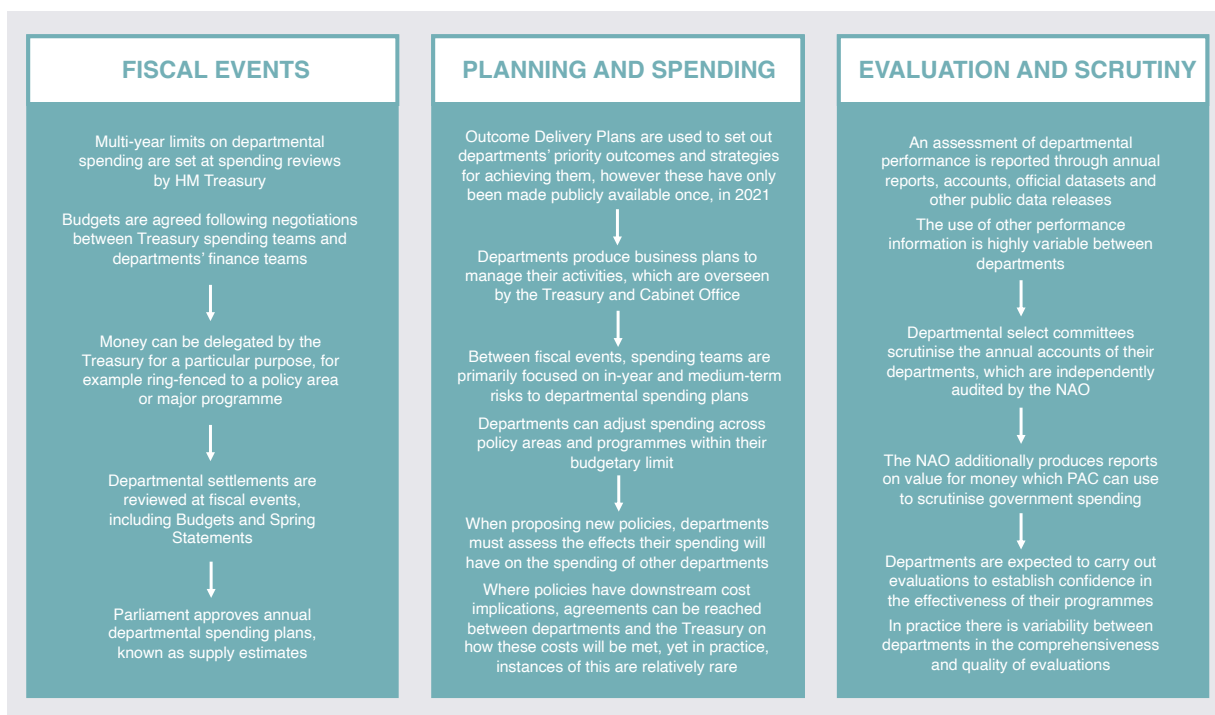 FISCAL EVENTS
Multi-year limits on departmental
spending are set at spending reviews
by HM Treasury
Budgets are agreed following negotiations
between Treasury spending teams and
departments' finance teams
Money can be delegated by the
Treasury for a particular purpose, for
example ring-fenced to a policy area
or major programme
Departmental settlements are
reviewed at fiscal events,
including Budgets and Spring
Statements
Parliament approves annual
departmental spending plans,
known as supply estimates
PLANNING AND SPENDING
Outcome Delivery Plans are used to set out
departments' priority outcomes and strategies
for achieving them, however these have only
been made publicly available once, in 2021
Departments produce business plans to
manage their activities, which are overseen
by the Treasury and Cabinet Office
Between fiscal events, spending teams are
primarily focused on in-year and medium-term
risks to departmental spending plans
Departments can adjust spending across
policy areas and programmes within their
budgetary limit
When proposing new policies, departments
must assess the effects their spending will
have on the spending of other departments
Where policies have downstream cost
implications, agreements can be reached
between departments and the Treasury on
how these costs will be met, yet in practice,
instances of this are relatively rare
EVALUATION AND SCRUTINY
An assessment of departmental
performance is reported through annual
reports, accounts, official datasets and
other public data releases
The use of other performance
information is highly variable between
departments
Departmental select committees
scrutinise the annual accounts of their
departments, which are independently
audited by the NAO
The NAO additionally produces reports
on value for money which PAC can use
to scrutinise government spending
Departments are expected to carry out
evaluations to establish confidence in
the effectiveness of their programmes
In practice there is variability between
departments in the comprehensiveness
and quality of evaluations